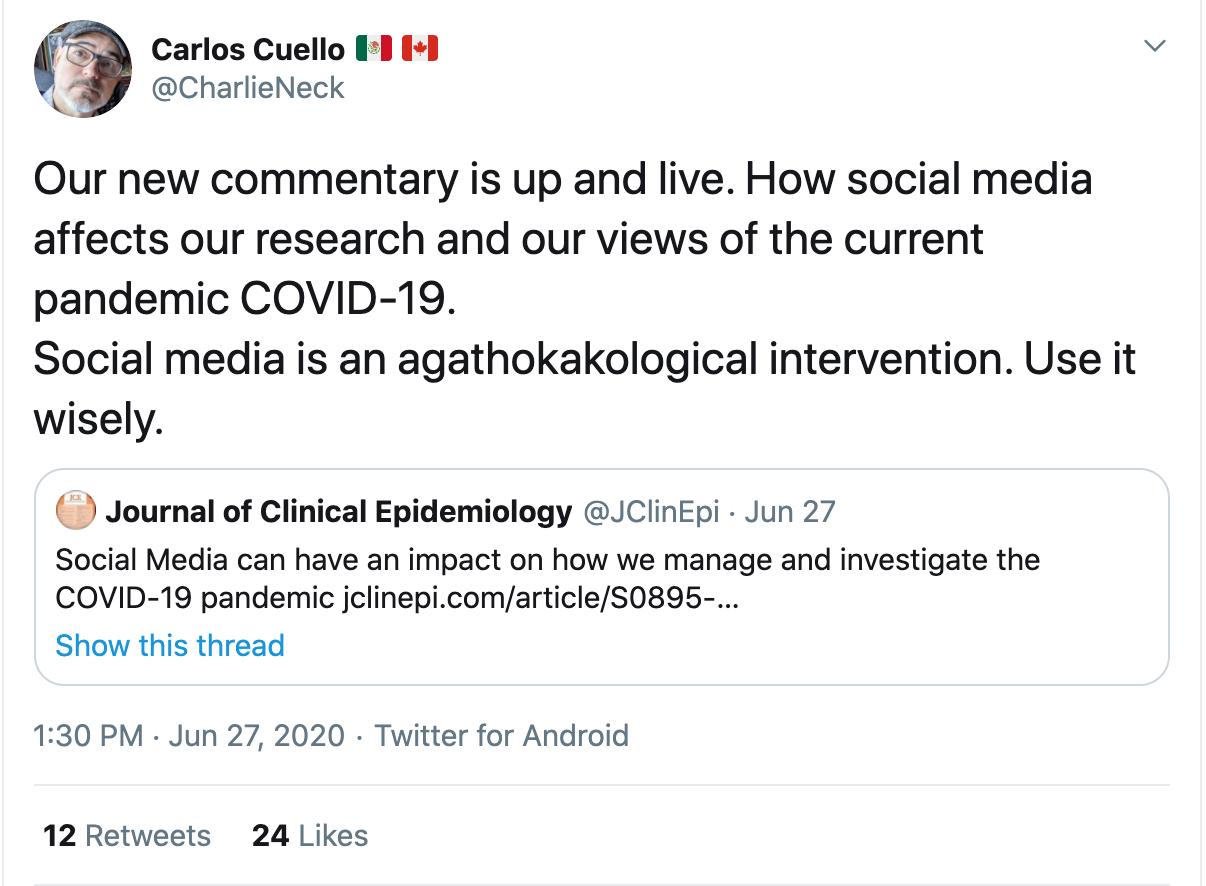 Carlos Cuello 🇲🇽 🇨🇦
@CharlieNeck
Our new commentary is up and live. How social media
affects our research and our views of the current
pandemic COVID-19.
Social media is an agathokakological intervention. Use it
wisely.
Journal of Clinical Epidemiology @JClinEpi · Jun 27
Social Media can have an impact on how we manage and investigate the
COVID-19 pandemic jclinepi.com/article/S0895-...
Show this thread
1:30 PM · Jun 27, 2020 · Twitter for Android
12 Retweets 24 Likes